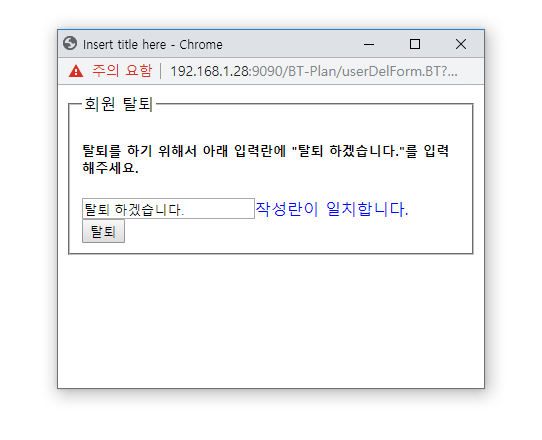 Insert title here - Chrome
주의 요함 192.168.1.28:9090/BT-Plan/userDelForm.BT?...
회원 탈퇴
탈퇴를 하기 위해서 아래 입력란에 "탈퇴 하겠습니다."를 입력
해주세요.
탈퇴 하겠습니다. 작성란이 일치합니다.
탈퇴